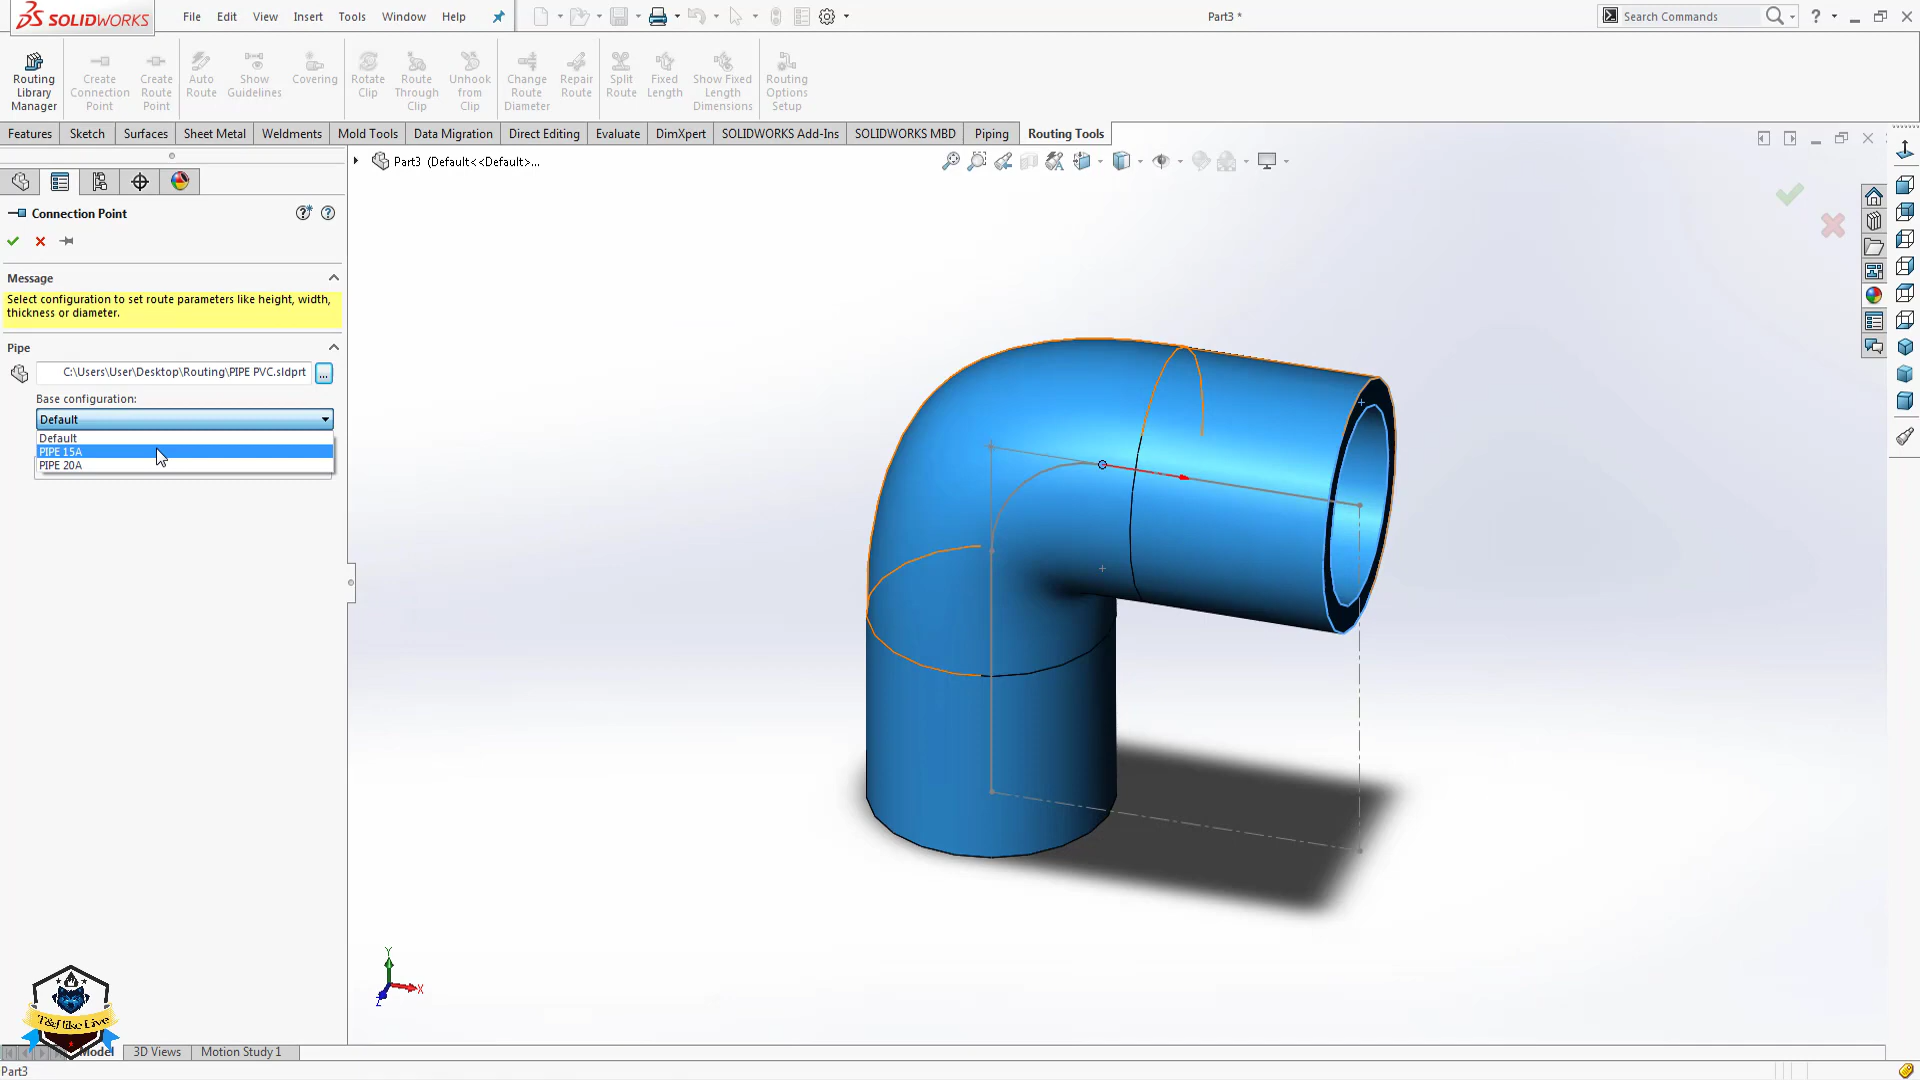 SOLIDWORKS
File Edit View Insert Tools Window Help
Part3 *
Search Commands
Routing Library Manager
Create Connection Point
Create Route Point
Auto Route
Show Guidelines
Covering
Rotate Clip
Route Through Clip
Unhook from Clip
Change Route Diameter
Repair Route
Split Route
Fixed Length
Show Fixed Length Dimensions
Routing Options Setup
Features Sketch Surfaces Sheet Metal Weldments Mold Tools Data Migration Direct Editing Evaluate DimXpert SOLIDWORKS Add-Ins SOLIDWORKS MBD Piping Routing Tools
Part3 (Default<<Default>...
Connection Point
Message
Select configuration to set route parameters like height, width,
thickness or diameter.
Pipe
C:\Users\User\Desktop\Routing\PIPE PVC.sldprt
...
Base configuration:
Default
Default
PIPE 15A
PIPE 20A
Y
X
Z
T&f like Live
Model 3D Views Motion Study 1
Part3